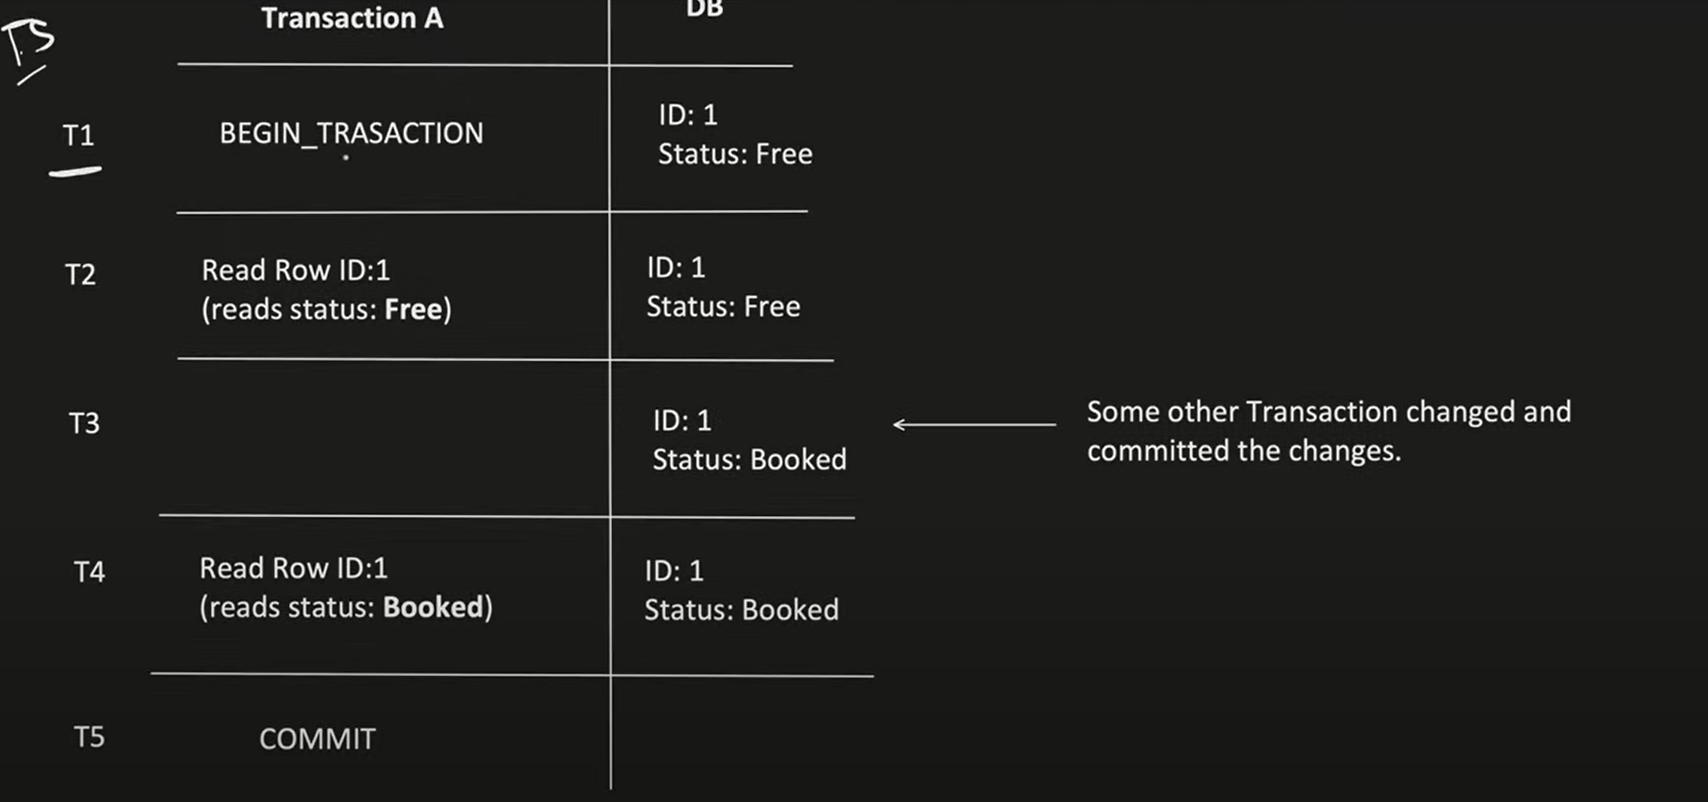 Transaction A
DB
TS
T1
BEGIN_TRASACTION
ID: 1
Status: Free
T2
Read Row ID:1
(reads status: Free)
ID: 1
Status: Free
T3
ID: 1
Status: Booked
Some other Transaction changed and
committed the changes.
T4
Read Row ID:1
(reads status: Booked)
ID: 1
Status: Booked
T5
COMMIT